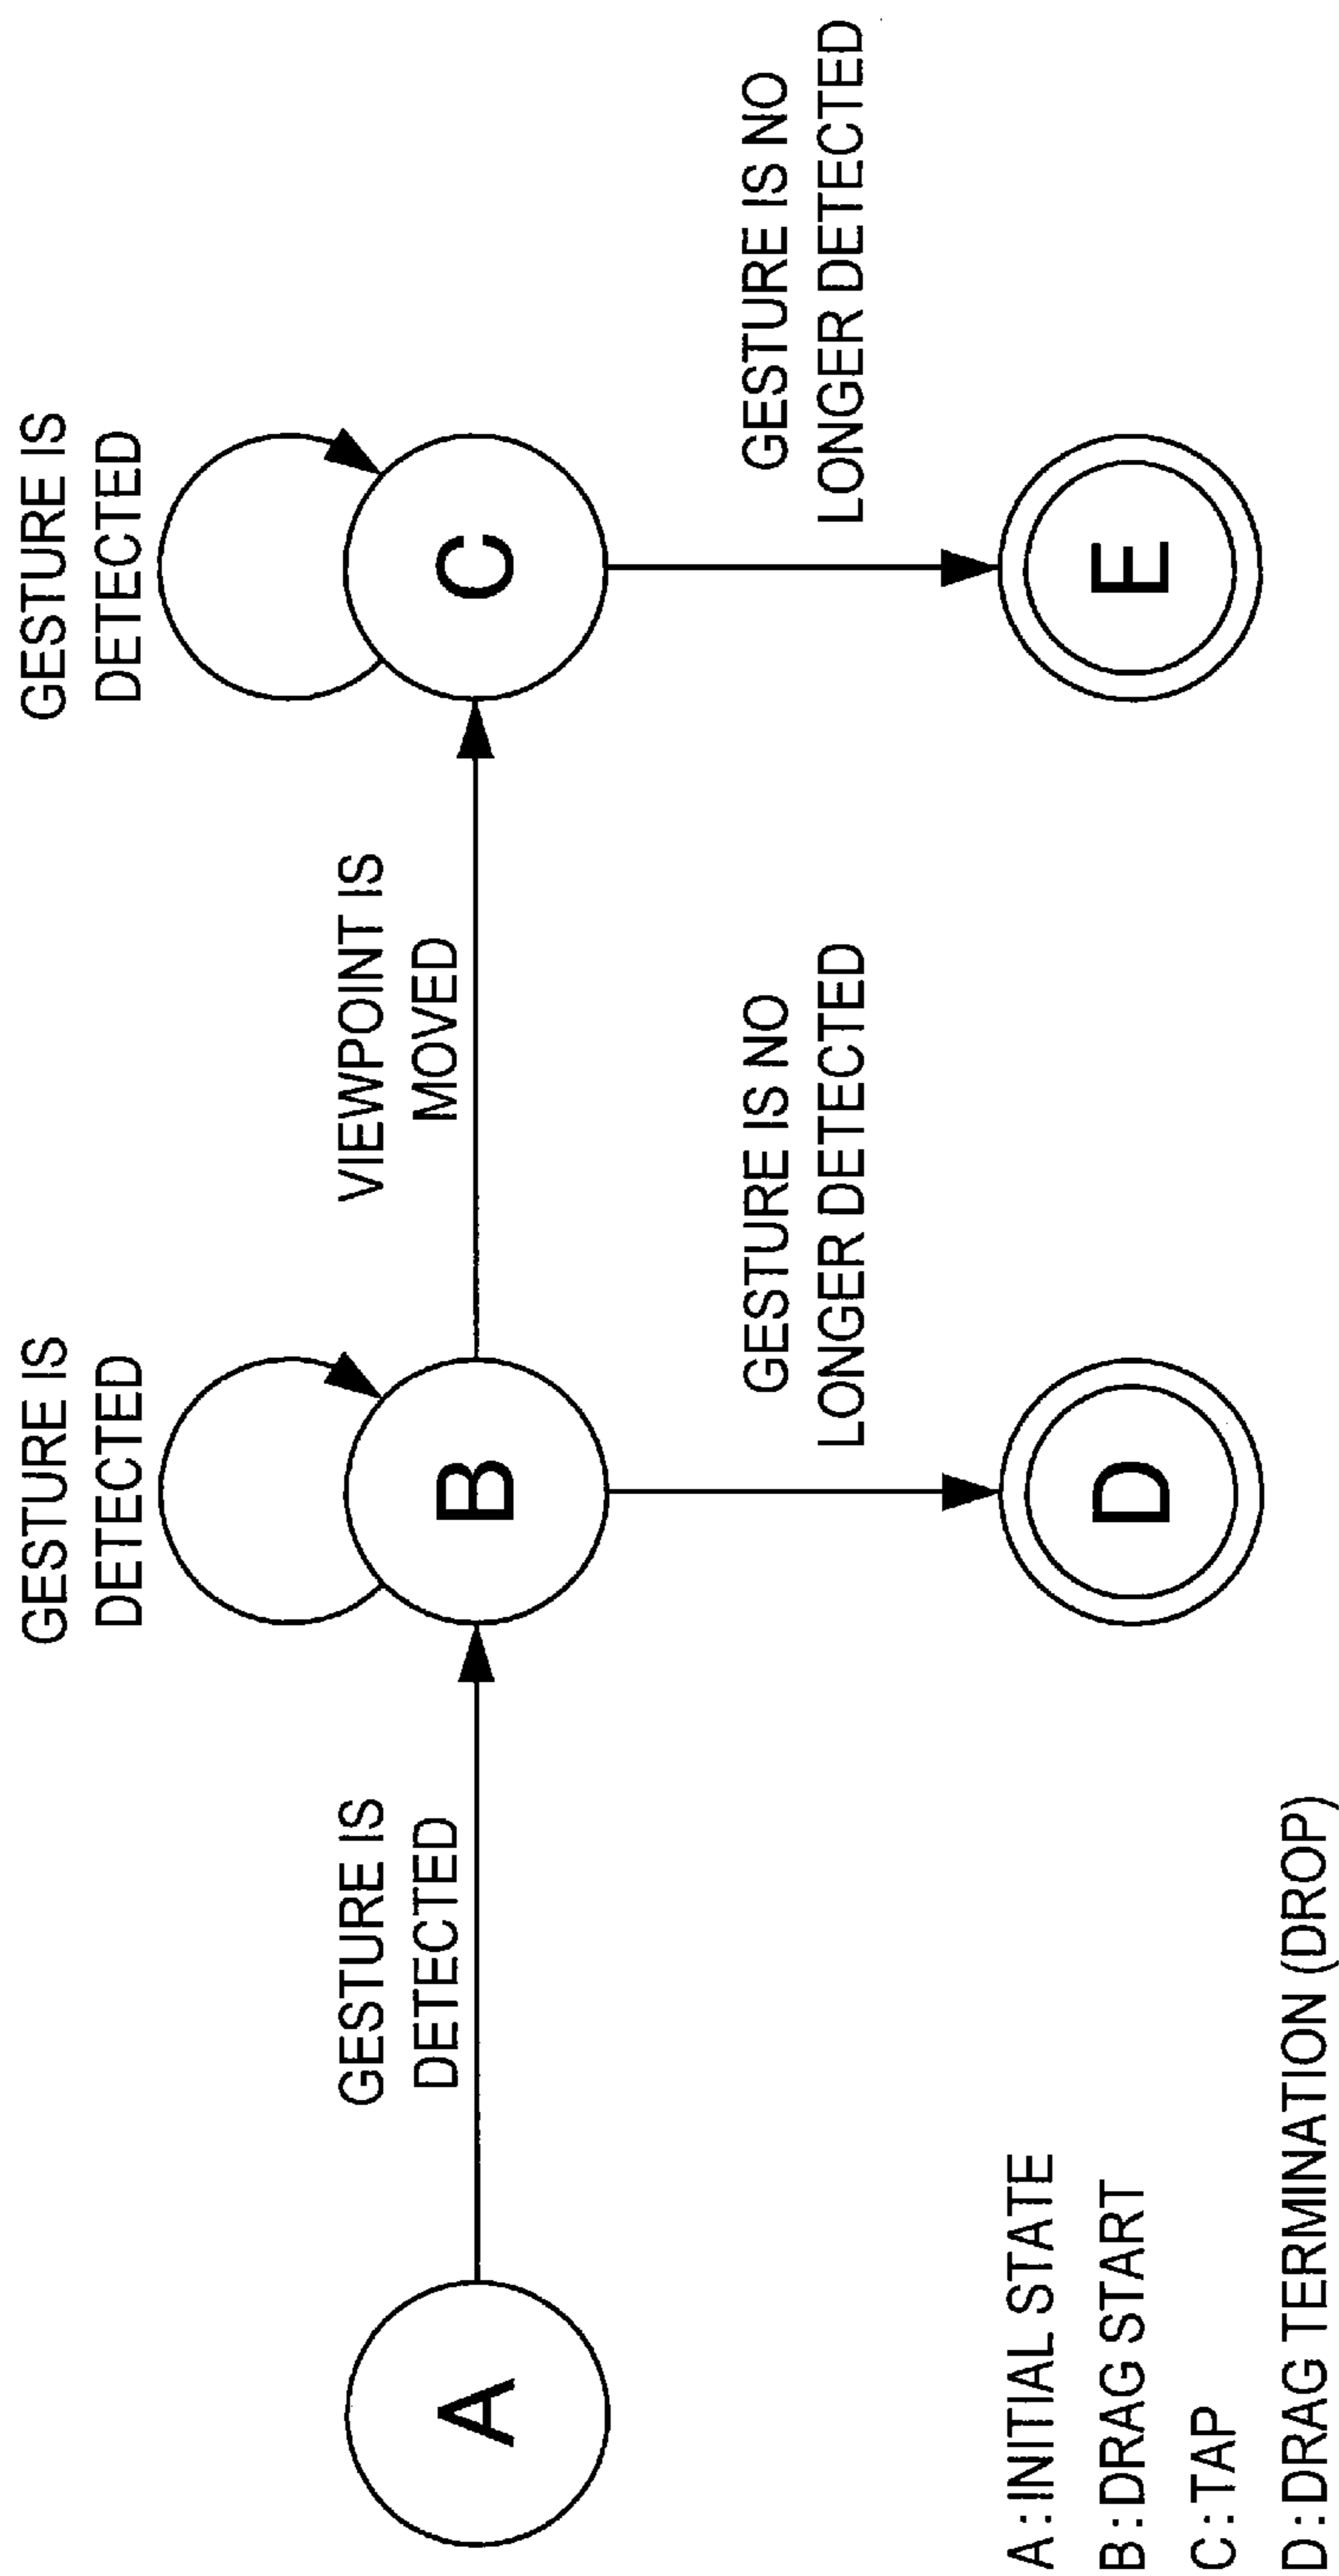 GESTURE IS
DETECTED
GESTURE IS
DETECTED
GESTURE IS
DETECTED
VIEWPOINT IS
MOVED
A
B
C
GESTURE IS NO
LONGER DETECTED
GESTURE IS NO
LONGER DETECTED
D
E
A : INITIAL STATE
B : DRAG START
C : TAP
D : DRAG TERMINATION (DROP)